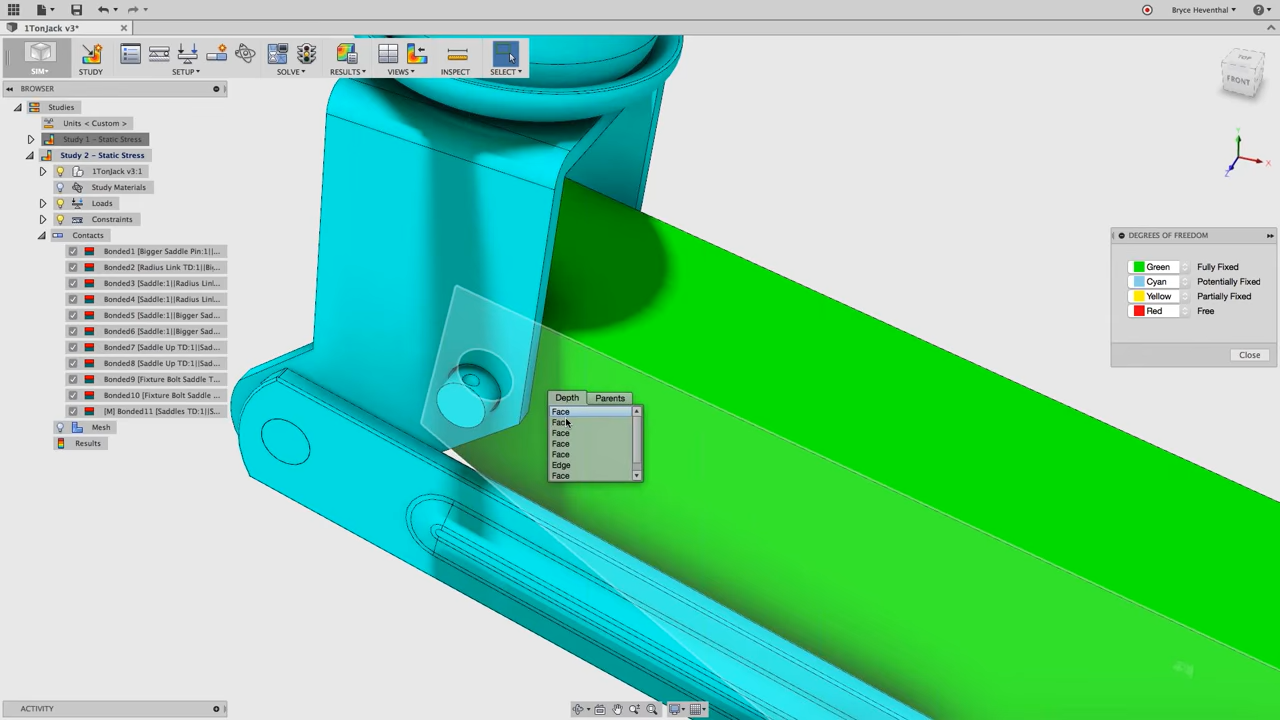 Bryce Heventhal
1TonJack v3*
SIM
STUDY
SETUP
SOLVE
RESULTS
VIEWS
INSPECT
SELECT
BROWSER
Studies
Units < Custom >
Study 1 – Static Stress
Study 2 – Static Stress
1TonJack v3:1
Study Materials
Loads
Constraints
Contacts
Bonded1 [Bigger Saddle Pin:1||...
Bonded2 [Radius Link TD:1||Big...
Bonded3 [Saddle:1||Radius Link...
Bonded4 [Saddle:1||Radius Link...
Bonded5 [Saddle:1||Bigger Sad...
Bonded6 [Saddle:1||Bigger Sad...
Bonded7 [Saddle Up TD:1||Sad...
Bonded8 [Saddle Up TD:1||Sad...
Bonded9 [Fixture Bolt Saddle T...
Bonded10 [Fixture Bolt Saddle ...
[M] Bonded11 [Saddles TD:1||S...
Mesh
Results
FRONT
Y
X
Z
DEGREES OF FREEDOM
Green Fully Fixed
Cyan Potentially Fixed
Yellow Partially Fixed
Red Free
Close
Depth Parents
Face
Face
Face
Face
Face
Edge
Face
ACTIVITY